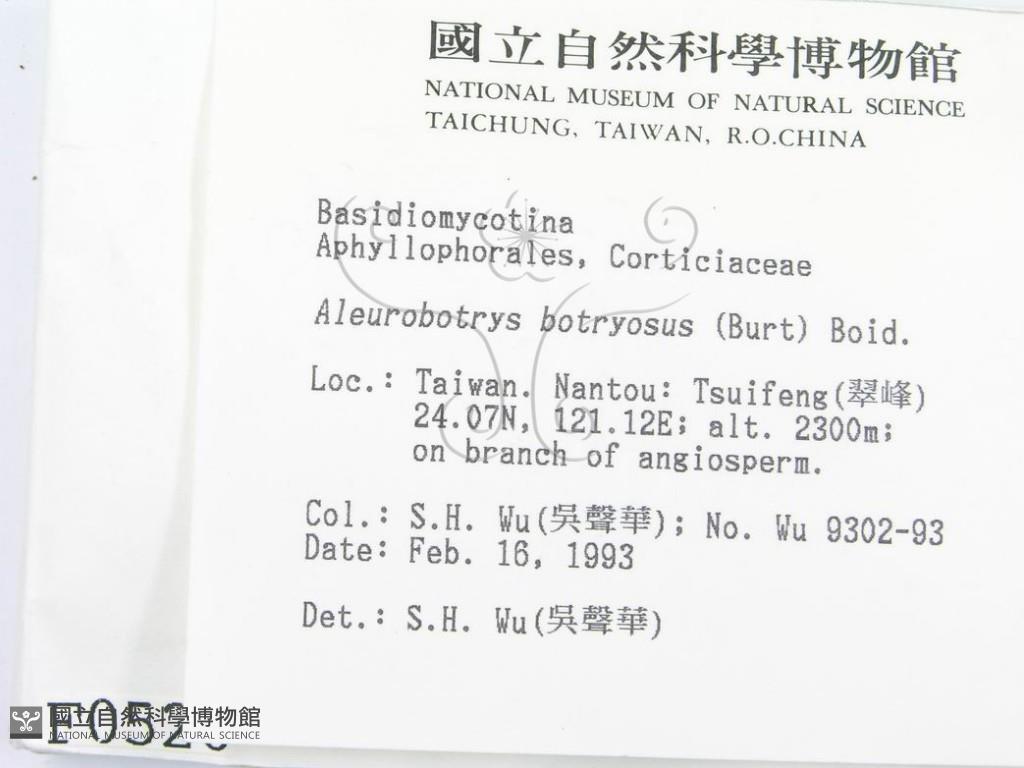 國立自然科學博物館
NATIONAL MUSEUM OF NATURAL SCIENCE
TAICHUNG, TAIWAN, R.O.CHINA
Basidiomycotina
Aphyllophorales, Corticiaceae
Aleurobotrys botryosus (Burt) Boid.
Loc.: Taiwan. Nantou: Tsuifeng(翠峰)
24.07N, 121.12E; alt. 2300m;
on branch of angiosperm.
Col.: S.H. Wu(吳聲華); No. Wu 9302-93
Date: Feb. 16, 1993
Det.: S.H. Wu(吳聲華)
國立自然科學博物館
NATIONAL MUSEUM OF NATURAL SCIENCE